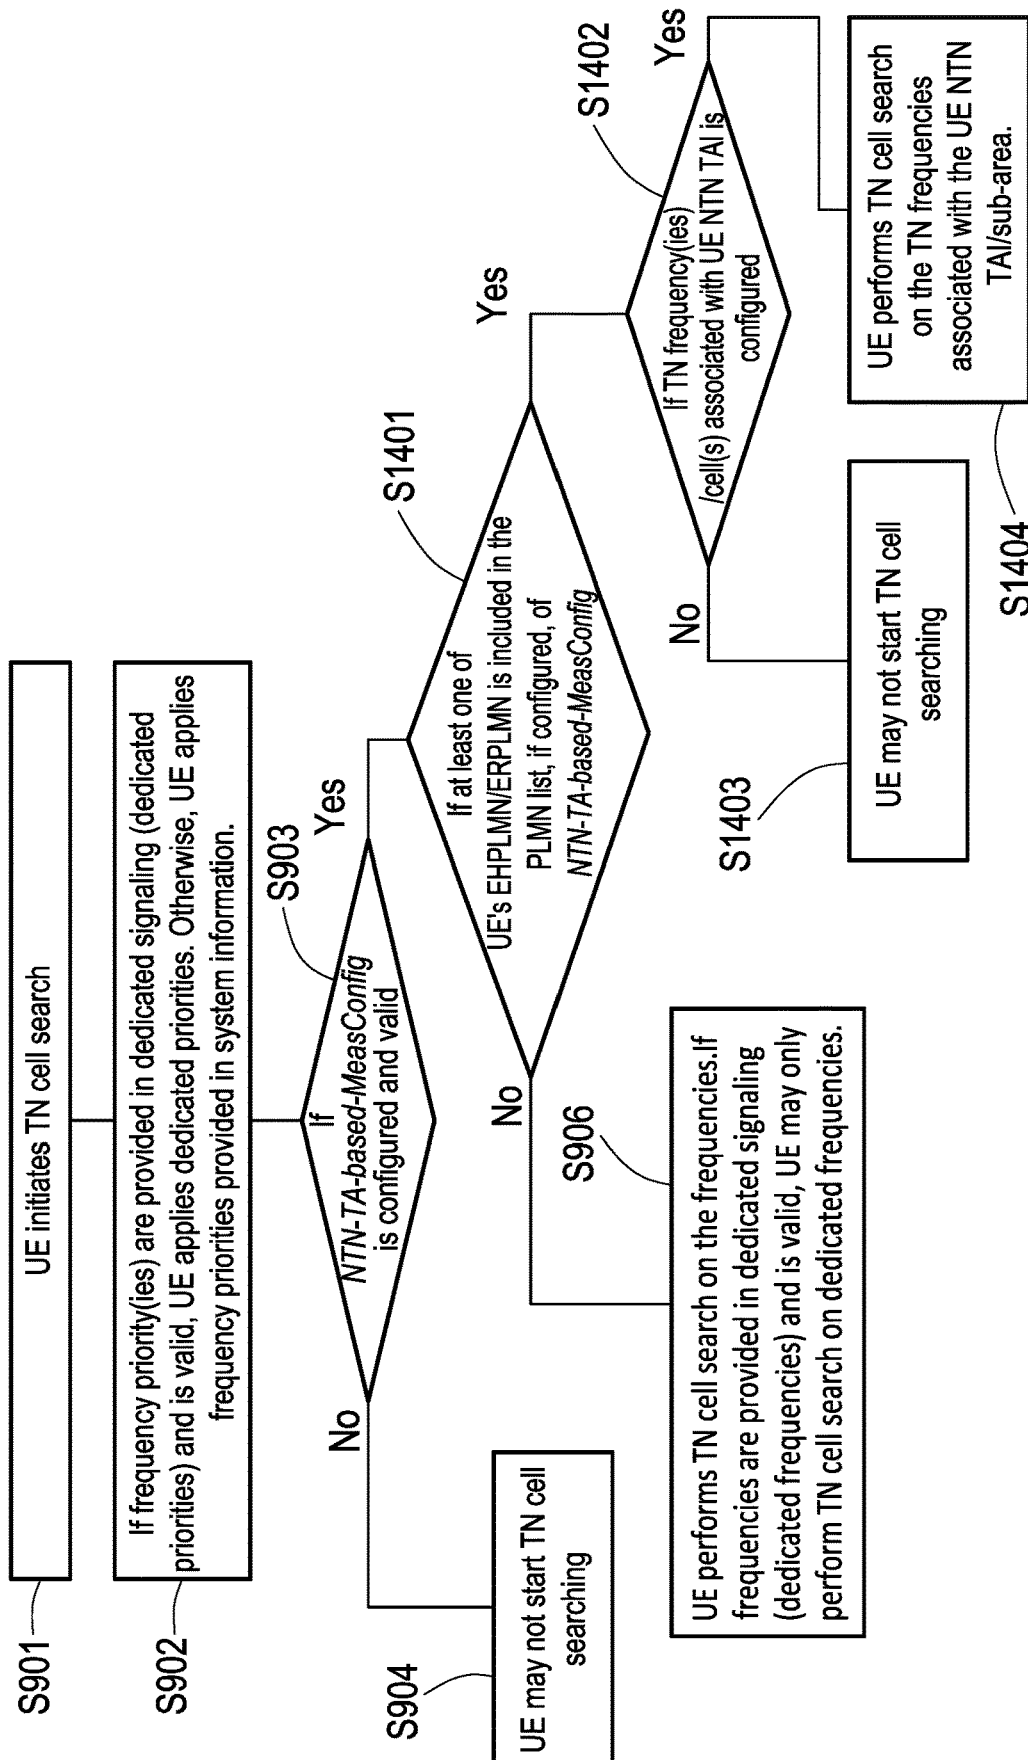 S901
UE initiates TN cell search
S902
If frequency priority(ies) are provided in dedicated signaling (dedicated
priorities) and is valid, UE applies dedicated priorities. Otherwise, UE applies
frequency priorities provided in system information.
S903
If
NTN-TA-based-MeasConfig
is configured and valid
No
Yes
S904
UE may not start TN cell
searching
S1401
If at least one of
UE's EHPLMN/ERPLMN is included in the
PLMN list, if configured, of
NTN-TA-based-MeasConfig
No
Yes
S906
UE performs TN cell search on the frequencies.If
frequencies are provided in dedicated signaling
(dedicated frequencies) and is valid, UE may only
perform TN cell search on dedicated frequencies.
S1402
If TN frequency(ies)
/cell(s) associated with UE NTN TAI is
configured
No
Yes
S1403
UE may not start TN cell
searching
S1404
UE performs TN cell search
on the TN frequencies
associated with the UE NTN
TAI/sub-area.